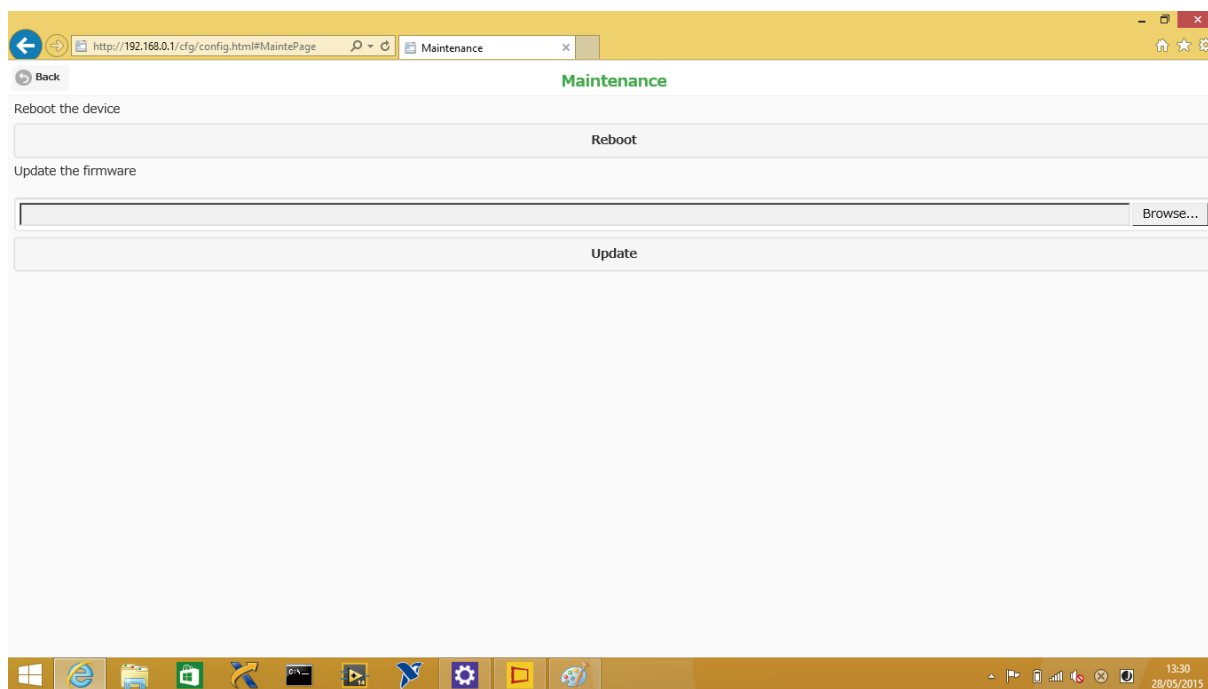 http://192.168.0.1/cfg/config.html#MaintePage
Maintenance
Back
Maintenance
Reboot the device
Reboot
Update the firmware
Browse...
Update
C:\_
14
13:30
28/05/2015